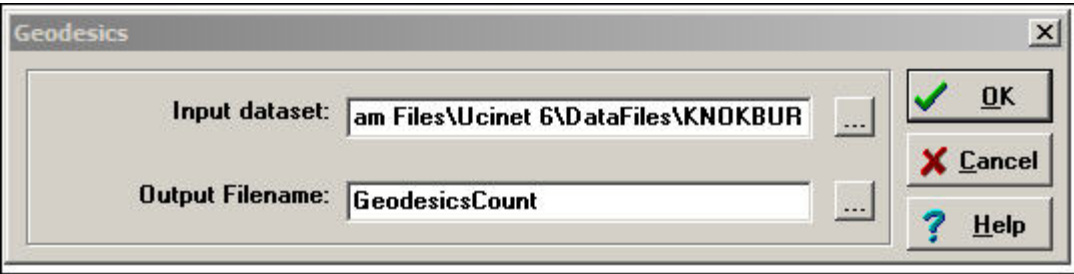 Geodesics
Input dataset: am Files\Ucinet 6\DataFiles\KNOKBUR ...
Output Filename: GeodesicsCount ...
OK
Cancel
Help